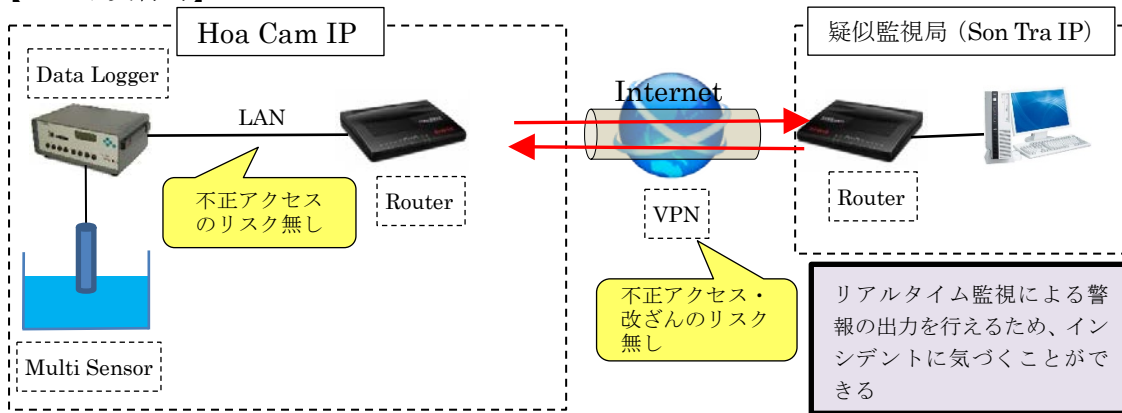 Hoa Cam IP
疑似監視局（Son Tra IP）
Data Logger
LAN
Internet
不正アクセス
のリスク無し
Router
VPN
Router
不正アクセス・
改ざんのリスク
無し
リアルタイム監視による警
報の出力を行えるため、イン
シデントに気づくことがで
きる
Multi Sensor